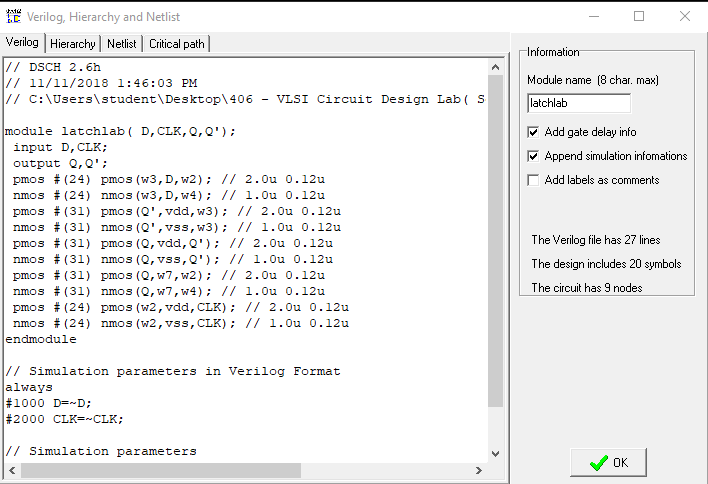 Verilog, Hierarchy and Netlist
Verilog Hierarchy Netlist Critical path
// DSCH 2.6h
// 11/11/2018 1:46:03 PM
// C:\Users\student\Desktop\406 - VLSI Circuit Design Lab( S
module latchlab( D,CLK,Q,Q');
input D,CLK;
output Q,Q';
pmos #(24) pmos(w3,D,w2); // 2.0u 0.12u
nmos #(24) nmos(w3,D,w4); // 1.0u 0.12u
pmos #(31) pmos(Q',vdd,w3); // 2.0u 0.12u
nmos #(31) nmos(Q',vss,w3); // 1.0u 0.12u
pmos #(31) pmos(Q,vdd,Q'); // 2.0u 0.12u
nmos #(31) nmos(Q,vss,Q'); // 1.0u 0.12u
pmos #(31) pmos(Q,w7,w2); // 2.0u 0.12u
nmos #(31) nmos(Q,w7,w4); // 1.0u 0.12u
pmos #(24) pmos(w2,vdd,CLK); // 2.0u 0.12u
nmos #(24) nmos(w2,vss,CLK); // 1.0u 0.12u
endmodule
// Simulation parameters in Verilog Format
always
#1000 D=~D;
#2000 CLK=~CLK;
// Simulation parameters
Information
Module name (8 char. max)
latchlab
Add gate delay info
Append simulation infomations
Add labels as comments
The Verilog file has 27 lines
The design includes 20 symbols
The circuit has 9 nodes
OK